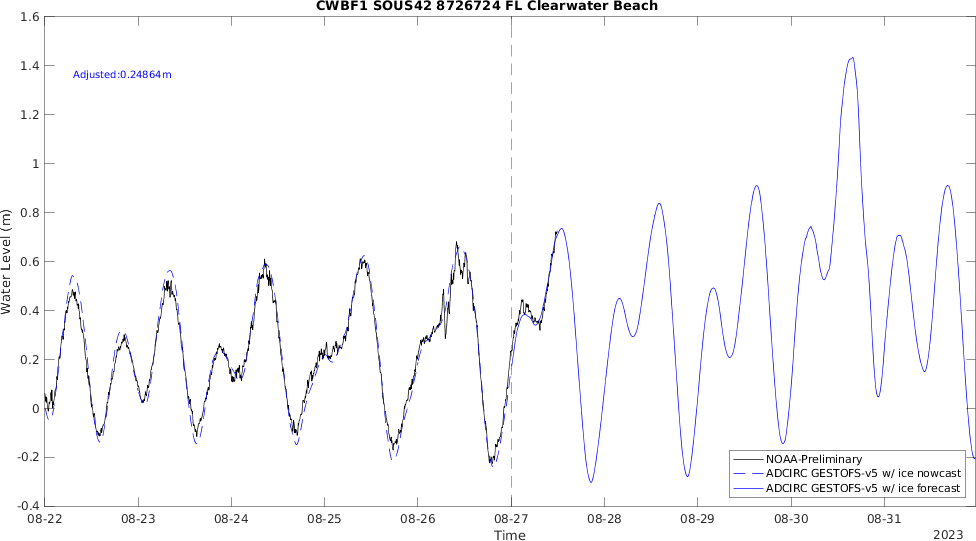 CWBF1 SOUS42 8726724 FL Clearwater Beach
1.6
1.4
1.2
1
0.8
0.6
0.4
0.2
0
-0.2
-0.4
Water Level (m)
Adjusted:0.24864m
NOAA-Preliminary
ADCIRC GESTOFS-v5 w/ ice nowcast
ADCIRC GESTOFS-v5 w/ ice forecast
08-22 08-23 08-24 08-25 08-26 08-27 08-28 08-29 08-30 08-31
Time
2023